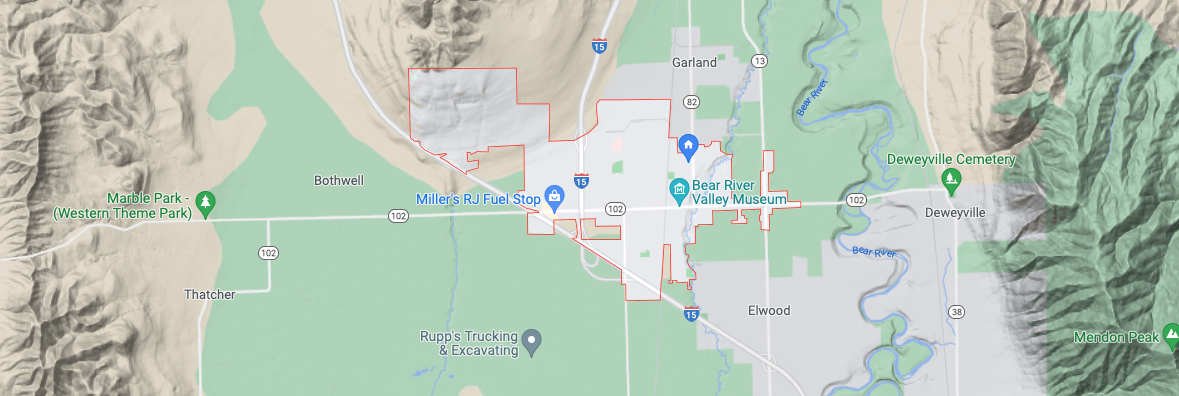 15
Garland
13
82
Bear River
Bothwell
15
Deweyville Cemetery
Marble Park -
(Western Theme Park)
Miller's RJ Fuel Stop
Bear River
Valley Museum
102
102
102
Deweyville
102
Bear River
Thatcher
15
Elwood
38
Rupp's Trucking
& Excavating
Mendon Peak